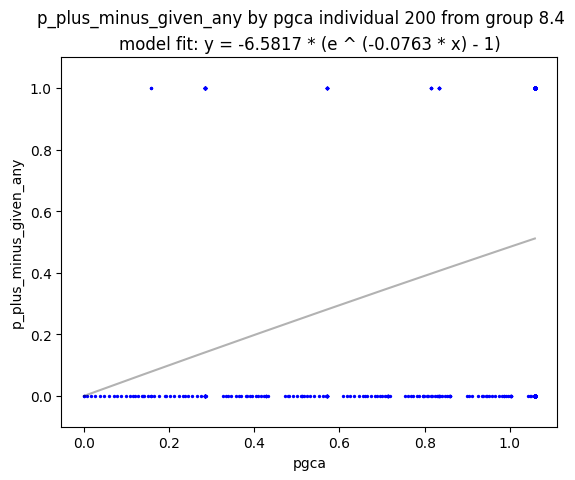 p_plus_minus_given_any by pgca individual 200 from group 8.4
model fit: y = -6.5817 * (e ^ (-0.0763 * x) - 1)
1.0
0.8
0.6
0.4
0.2
0.0
p_plus_minus_given_any
0.0 0.2 0.4 0.6 0.8 1.0
pgca